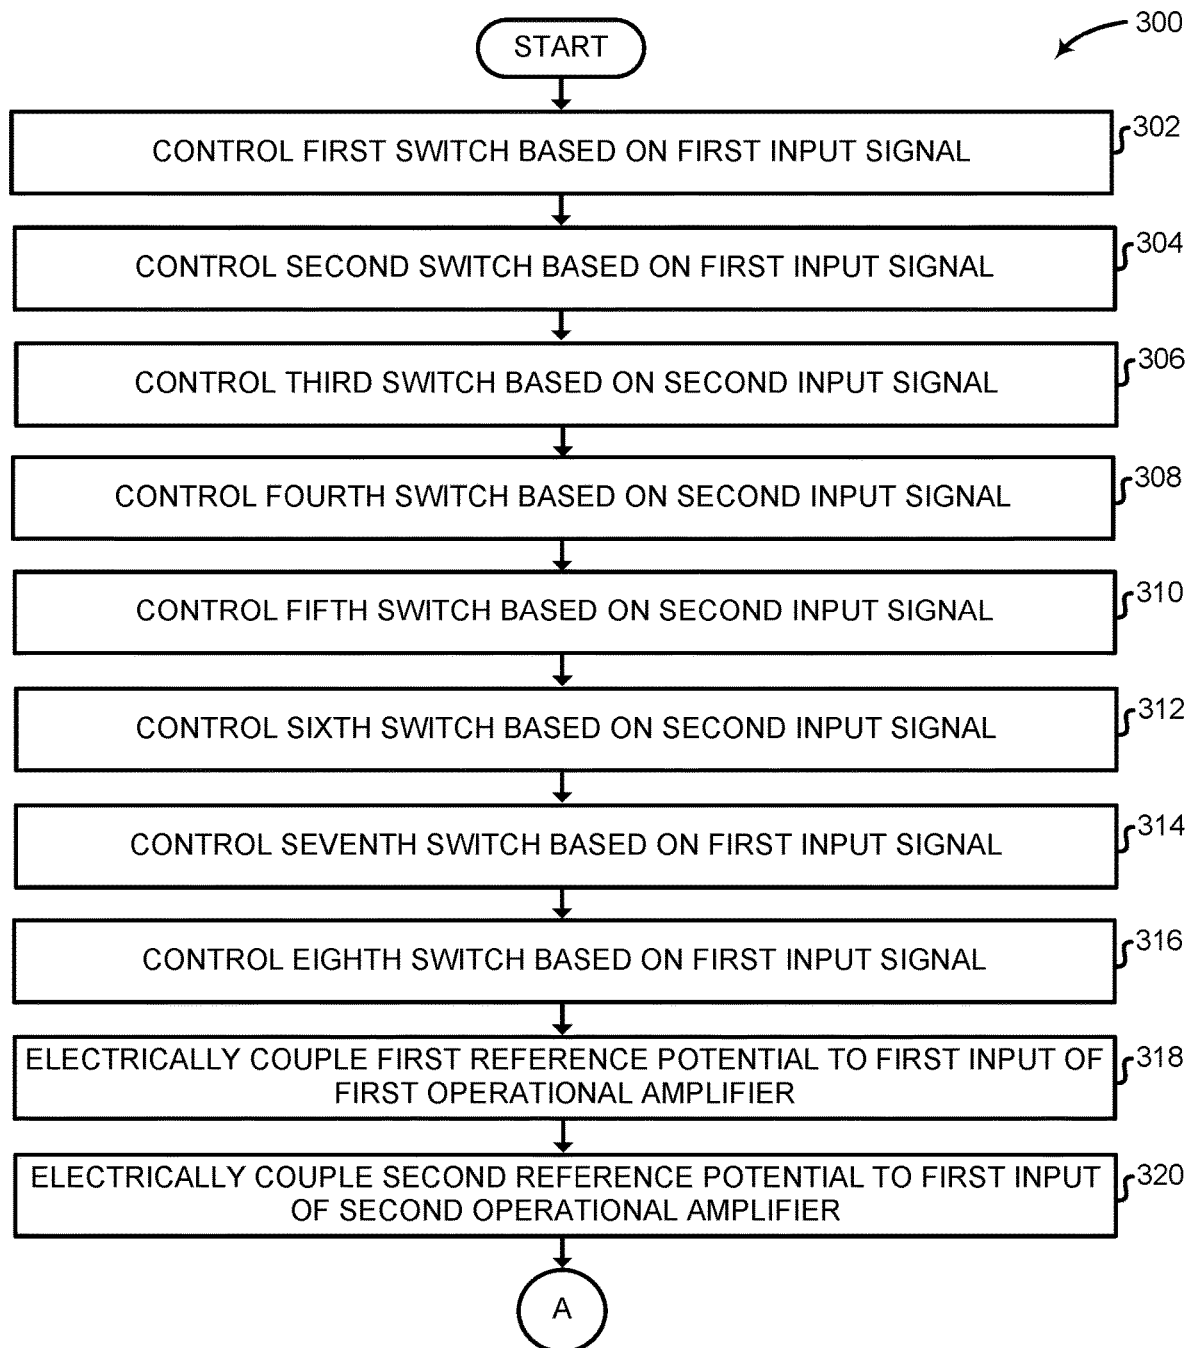 300
START
CONTROL FIRST SWITCH BASED ON FIRST INPUT SIGNAL
302
CONTROL SECOND SWITCH BASED ON FIRST INPUT SIGNAL
304
CONTROL THIRD SWITCH BASED ON SECOND INPUT SIGNAL
306
CONTROL FOURTH SWITCH BASED ON SECOND INPUT SIGNAL
308
CONTROL FIFTH SWITCH BASED ON SECOND INPUT SIGNAL
310
CONTROL SIXTH SWITCH BASED ON SECOND INPUT SIGNAL
312
CONTROL SEVENTH SWITCH BASED ON FIRST INPUT SIGNAL
314
CONTROL EIGHTH SWITCH BASED ON FIRST INPUT SIGNAL
316
ELECTRICALLY COUPLE FIRST REFERENCE POTENTIAL TO FIRST INPUT OF
FIRST OPERATIONAL AMPLIFIER
318
ELECTRICALLY COUPLE SECOND REFERENCE POTENTIAL TO FIRST INPUT
OF SECOND OPERATIONAL AMPLIFIER
320
A